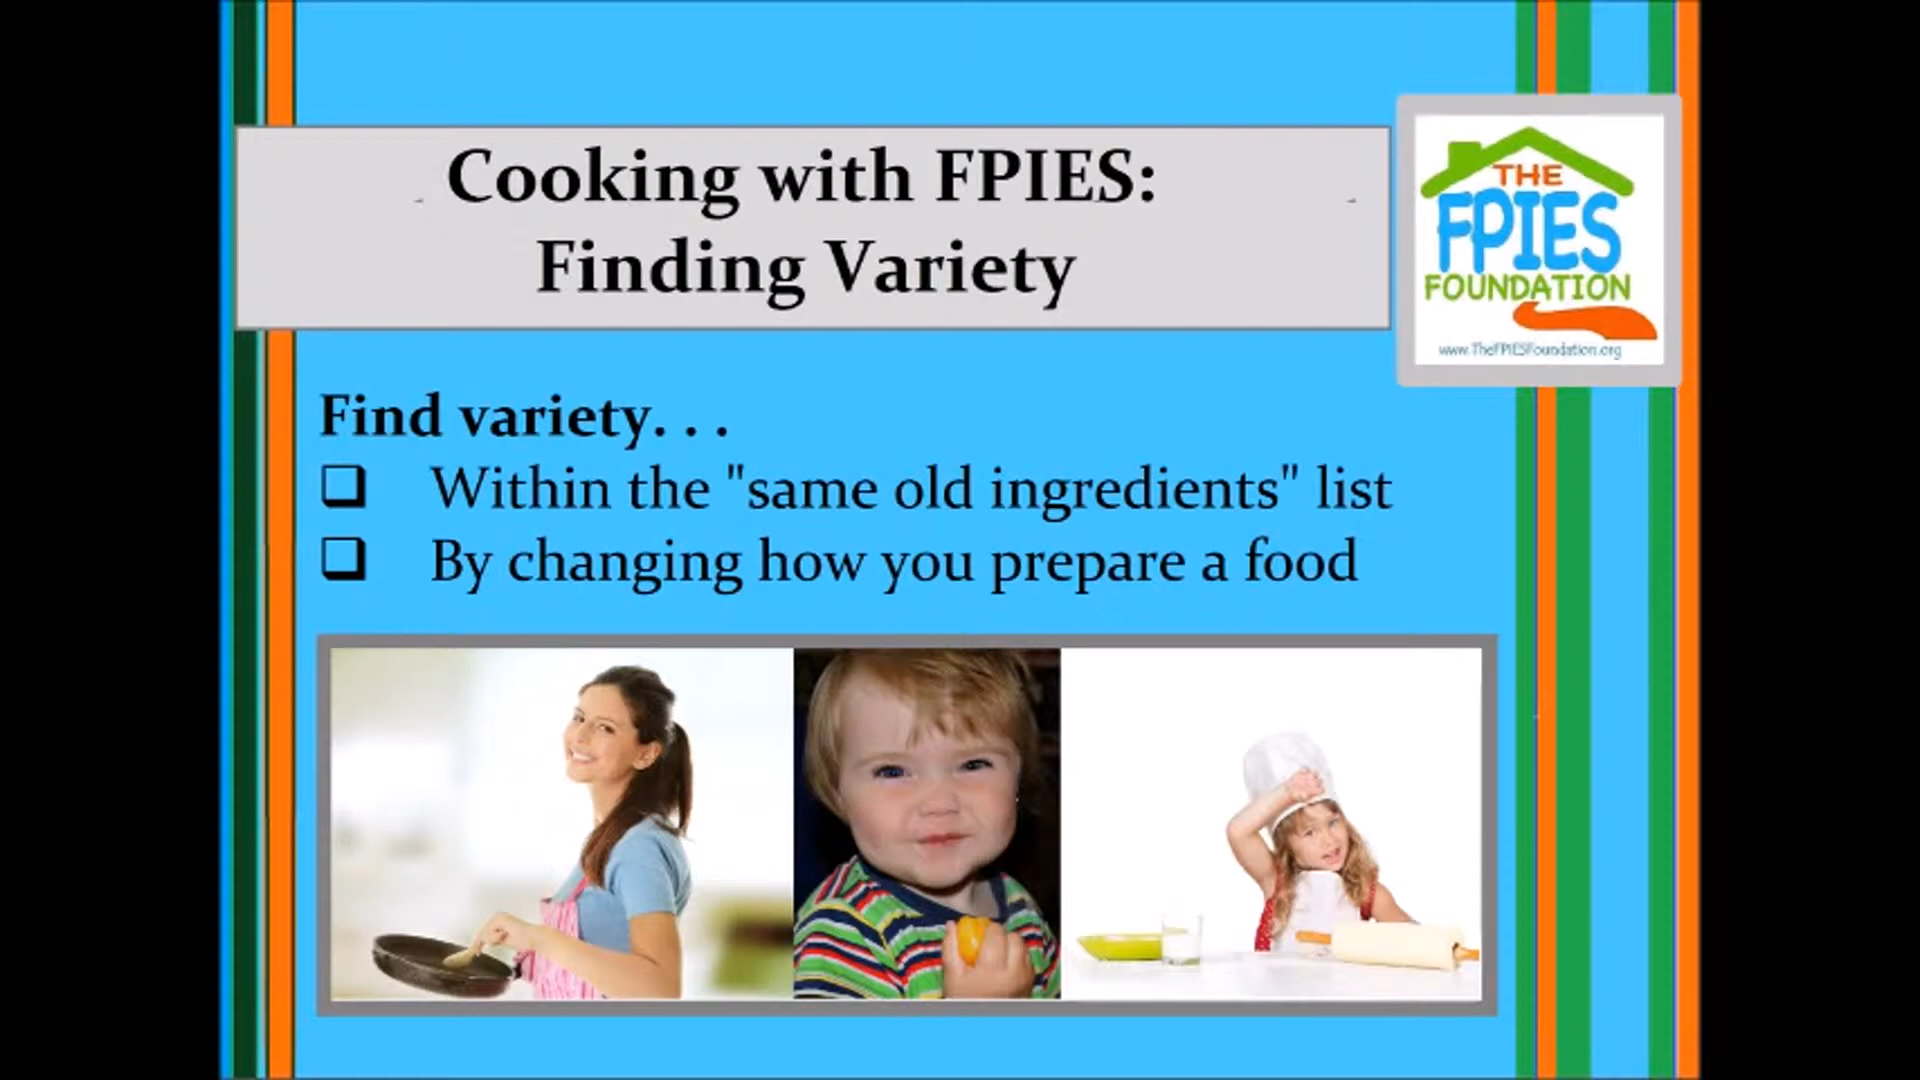 Cooking with FPIES:
Finding Variety
THE
FPIES
FOUNDATION
www.TheFPIESFoundation.org
Find variety. . .
Within the "same old ingredients" list
By changing how you prepare a food